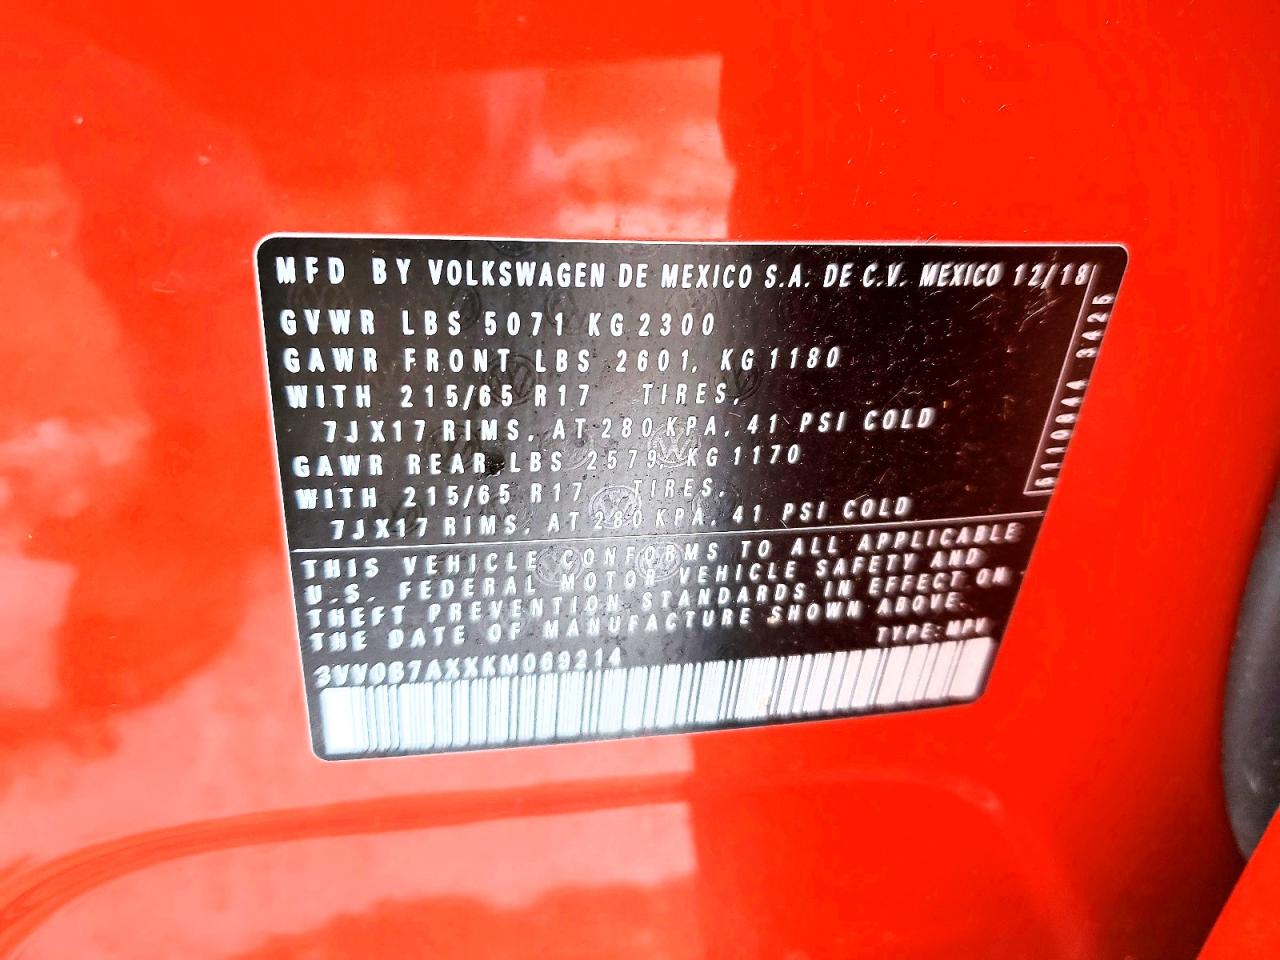 MFD BY VOLKSWAGEN DE MEXICO S.A. DE C.V. MEXICO 12/18
GVWR LBS 5071 KG 2300
GAWR FRONT LBS 2601, KG 1180
WITH 215/65 R17 TIRES,
7JX17 RIMS, AT 280 KPA, 41 PSI COLD
GAWR REAR LBS 2579, KG 1170
WITH 215/65 R17 TIRES,
7JX17 RIMS, AT 280 KPA, 41 PSI COLD
THIS VEHICLE CONFORMS TO ALL APPLICABLE
U.S. FEDERAL MOTOR VEHICLE SAFETY AND
THEFT PREVENTION STANDARDS IN EFFECT ON
THE DATE OF MANUFACTURE SHOWN ABOVE.
TYPE: MPV
3VV0B7AXXKM069214